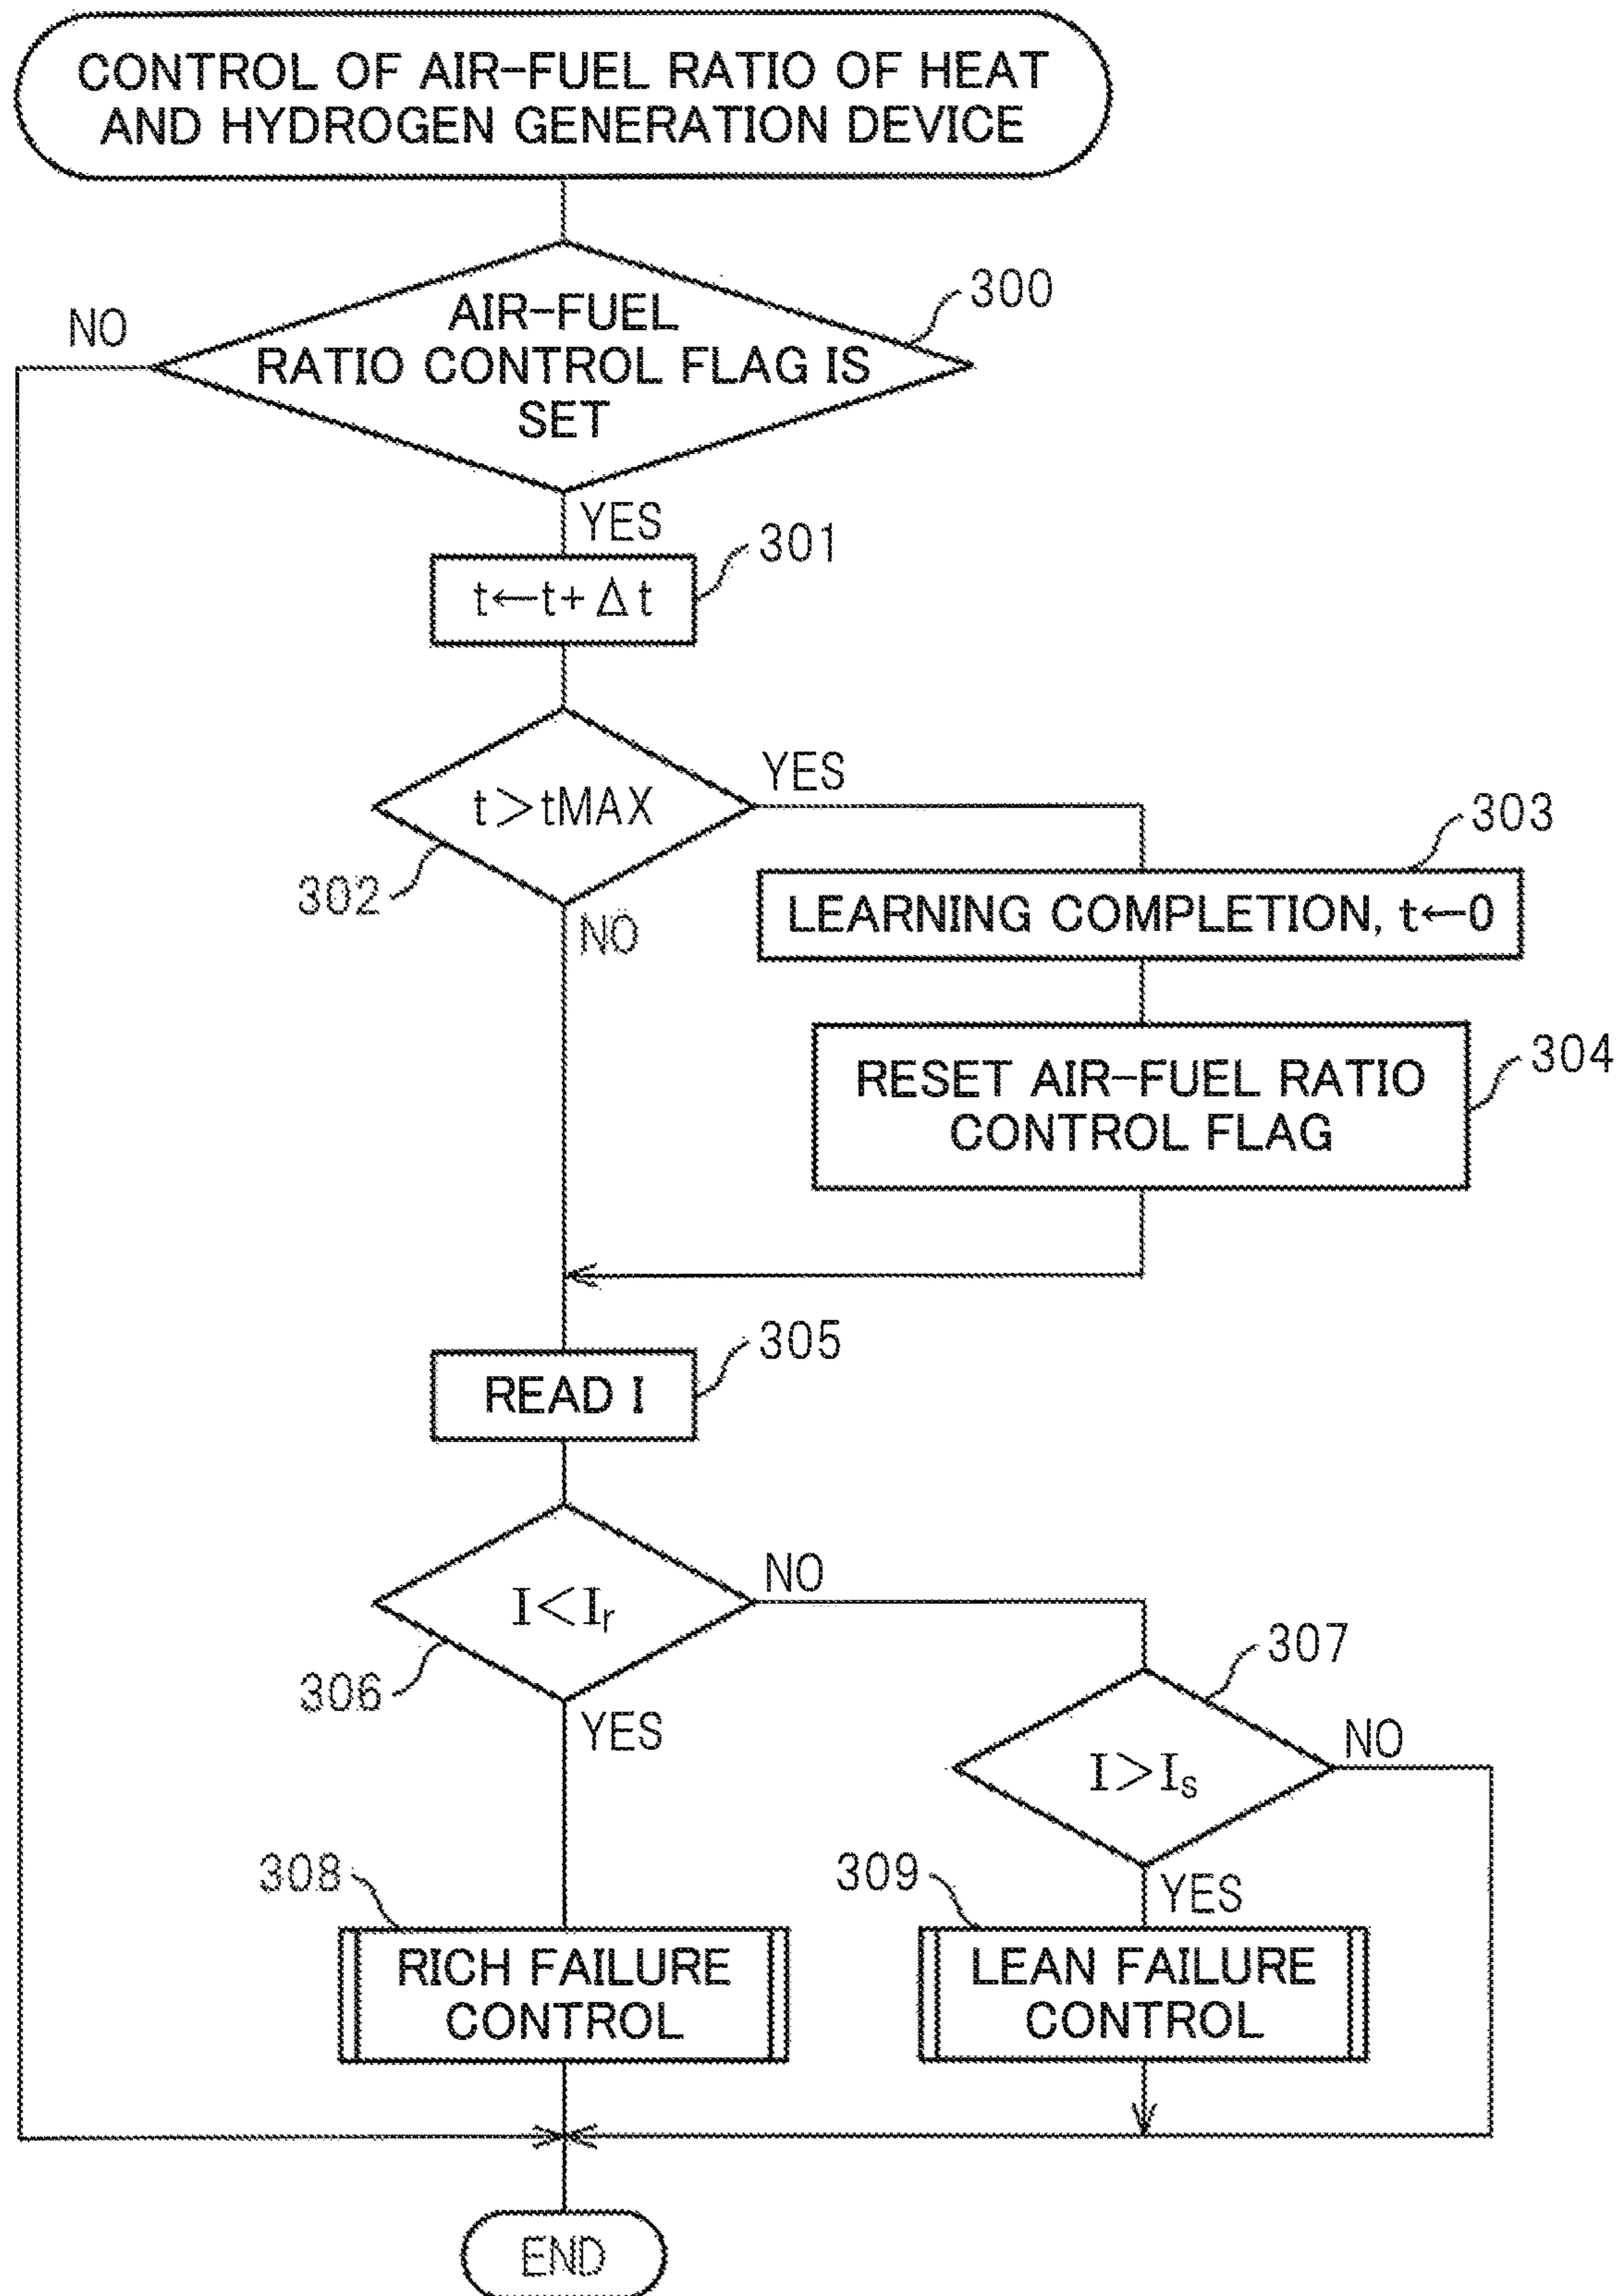 CONTROL OF AIR-FUEL RATIO OF HEAT
AND HYDROGEN GENERATION DEVICE
300
NO
AIR-FUEL
RATIO CONTROL FLAG IS
SET
YES
301
t←t+Δt
YES
t>tMAX
302
303
NO
LEARNING COMPLETION, t←0
304
RESET AIR-FUEL RATIO
CONTROL FLAG
305
READ I
NO
I<Ir
306
307
YES
NO
I>Is
308
309
YES
RICH FAILURE
CONTROL
LEAN FAILURE
CONTROL
END